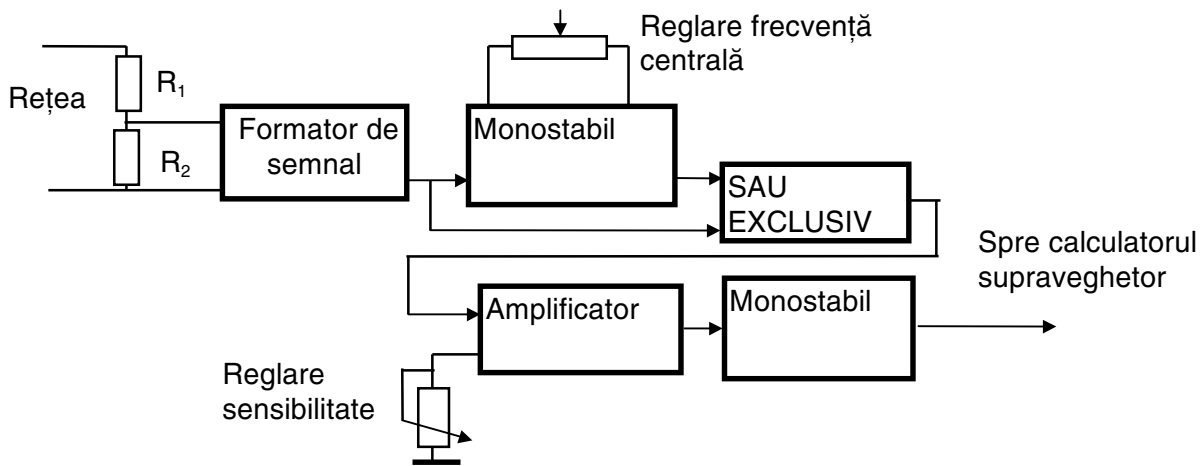 Reglare frecvență
centrală
Rețea
R₁
R₂
Formator de
semnal
Monostabil
SAU
EXCLUSIV
Spre calculatorul
supraveghetor
Amplificator
Monostabil
Reglare
sensibilitate